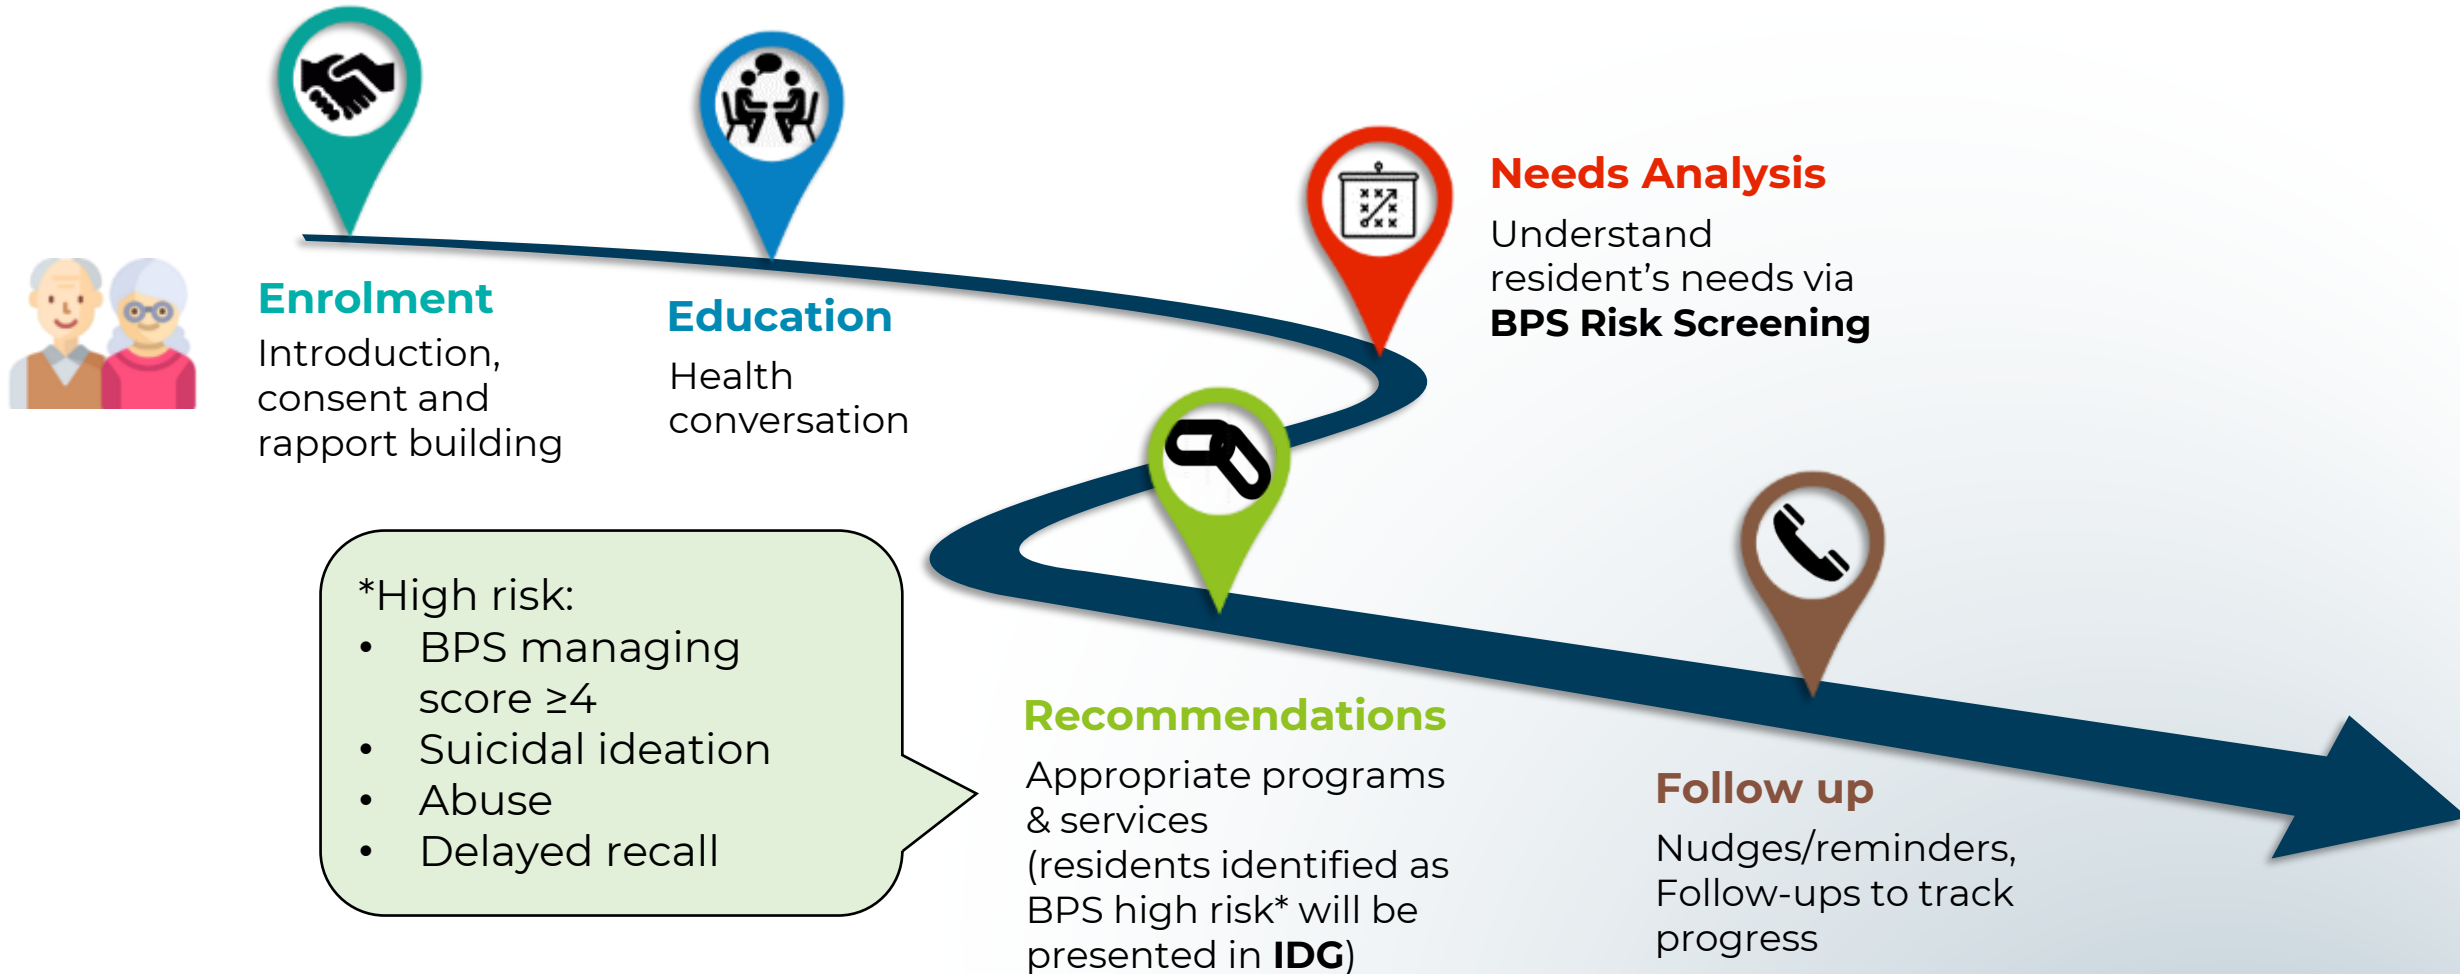 Enrolment
Introduction,
consent and
rapport building
Education
Health
conversation
Needs Analysis
Understand
resident’s needs via
BPS Risk Screening
*High risk:
• BPS managing
score ≥4
• Suicidal ideation
• Abuse
• Delayed recall
Recommendations
Appropriate programs
& services
(residents identified as
BPS high risk* will be
presented in IDG)
Follow up
Nudges/reminders,
Follow-ups to track
progress